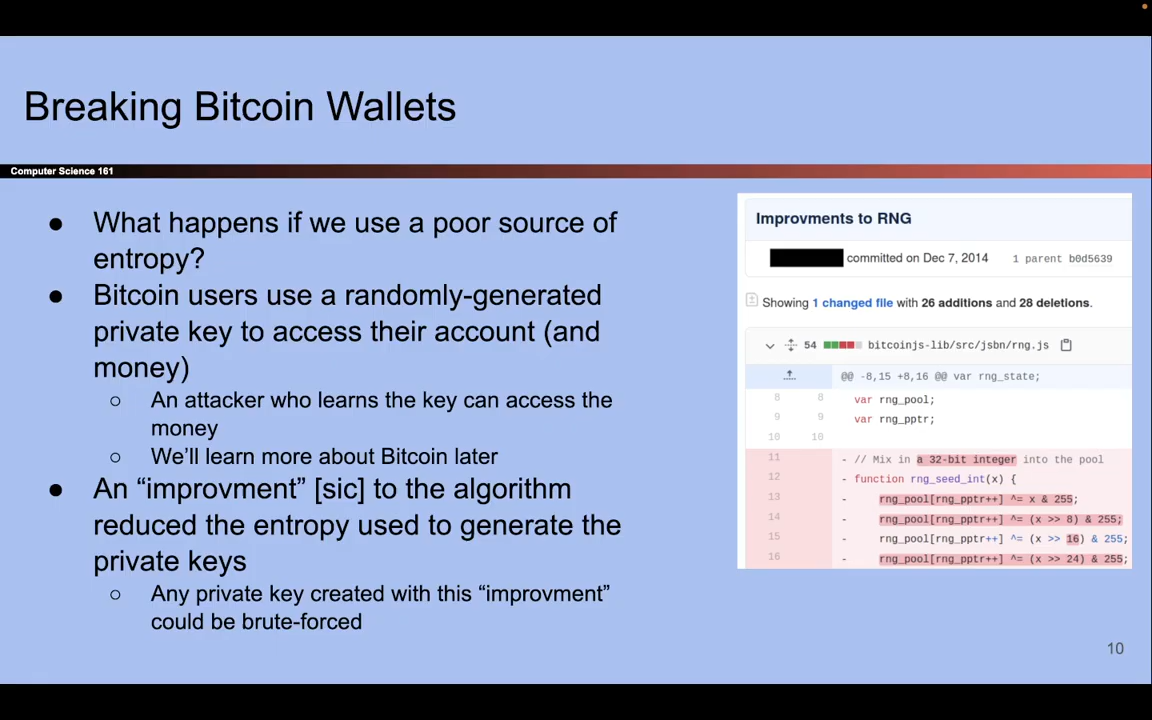 Breaking Bitcoin Wallets
Computer Science 161
● What happens if we use a poor source of
entropy?
● Bitcoin users use a randomly-generated
private key to access their account (and
money)
○ An attacker who learns the key can access the
money
○ We’ll learn more about Bitcoin later
● An “improvment” [sic] to the algorithm
reduced the entropy used to generate the
private keys
○ Any private key created with this “improvment”
could be brute-forced
Improvments to RNG
committed on Dec 7, 2014 1 parent b0d5639
Showing 1 changed file with 26 additions and 28 deletions.
54 bitcoinjs-lib/src/jsbn/rng.js
@@ -8,15 +8,16 @@ var rng_state;
8 8 var rng_pool;
9 9 var rng_pptr;
10 10
11 - // Mix in a 32-bit integer into the pool
12 - function rng_seed_int(x) {
13 - rng_pool[rng_pptr++] ^= x & 255;
14 - rng_pool[rng_pptr++] ^= (x >> 8) & 255;
15 - rng_pool[rng_pptr++] ^= (x >> 16) & 255;
16 - rng_pool[rng_pptr++] ^= (x >> 24) & 255;
10